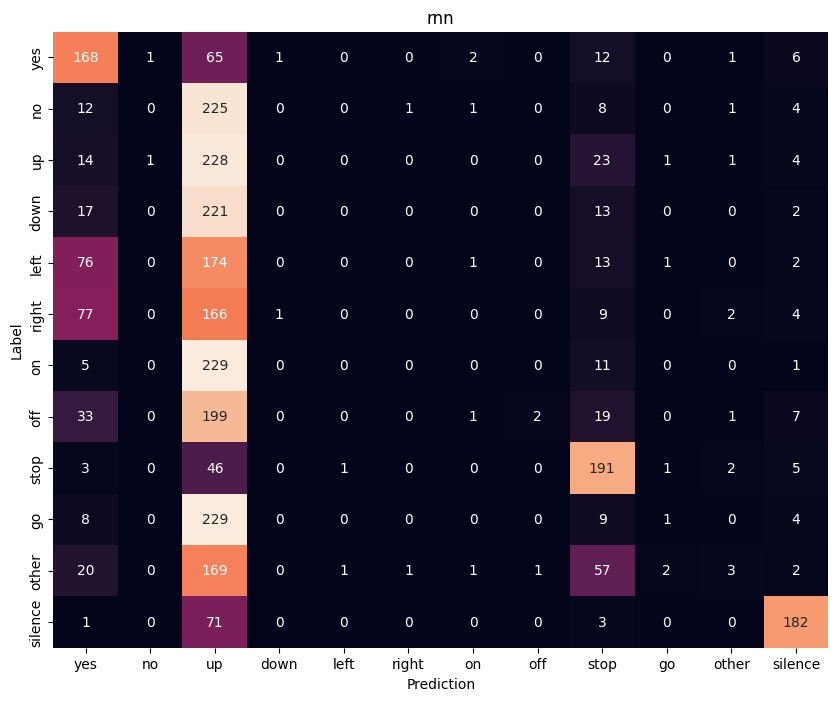 rnn
yes 168 1 65 1 0 0 2 0 12 0 1 6
no 12 0 225 0 0 1 1 0 8 0 1 4
up 14 1 228 0 0 0 0 0 23 1 1 4
down 17 0 221 0 0 0 0 0 13 0 0 2
left 76 0 174 0 0 0 1 0 13 1 0 2
right 77 0 166 1 0 0 0 0 9 0 2 4
on 5 0 229 0 0 0 0 0 11 0 0 1
off 33 0 199 0 0 0 1 2 19 0 1 7
stop 3 0 46 0 1 0 0 0 191 1 2 5
go 8 0 229 0 0 0 0 0 9 1 0 4
other 20 0 169 0 1 1 1 1 57 2 3 2
silence 1 0 71 0 0 0 0 0 3 0 0 182
Label
yes no up down left right on off stop go other silence
Prediction